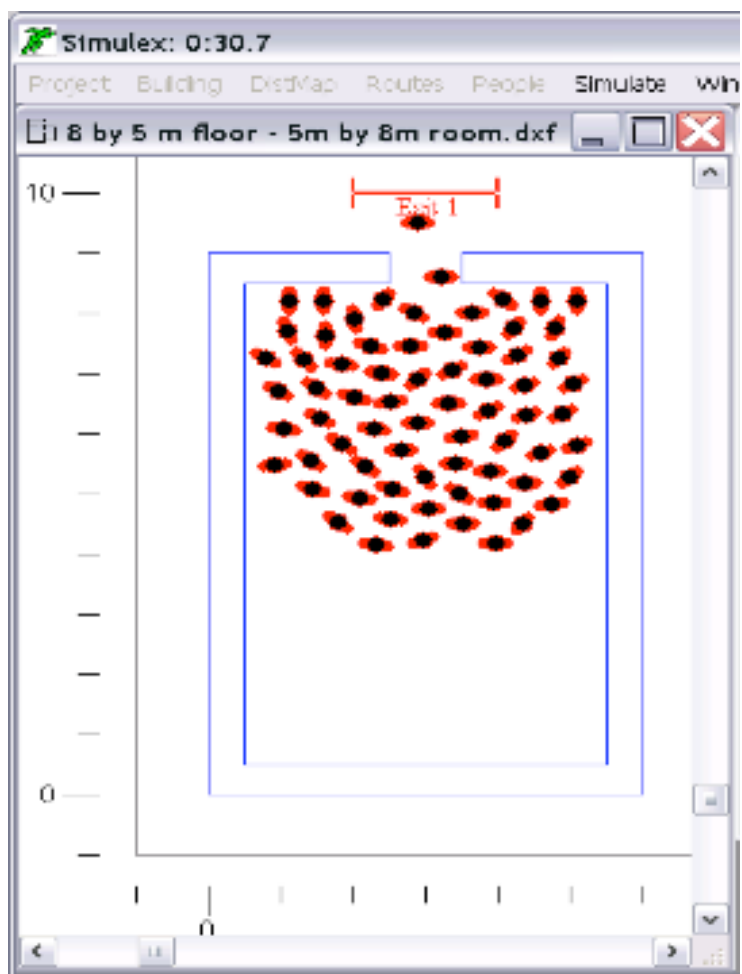 Simulex: 0:30.7
Project Building DistMap Routes People Simulate Win
8 by 5 m floor - 5m by 8m room.dxf
10
Exit 1
0
0